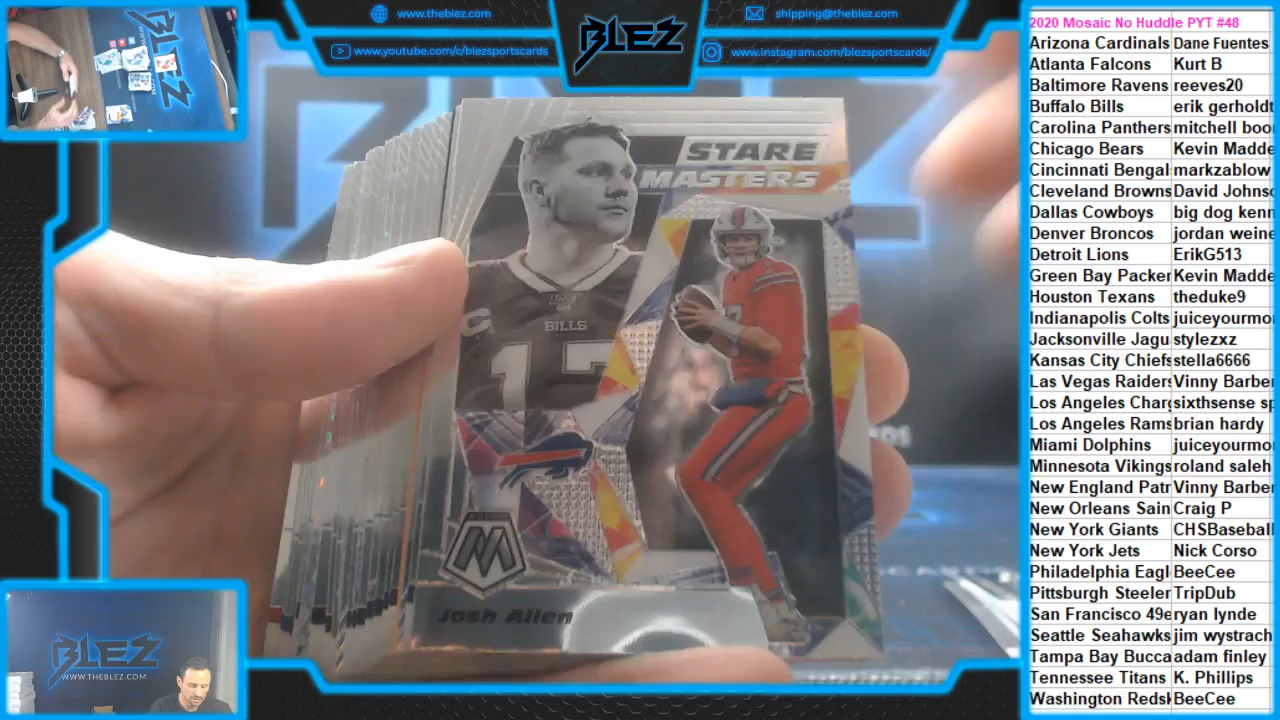 www.theblez.com
shipping@theblez.com
www.youtube.com/c/blezsportscards
www.instagram.com/blezsportscards/
BLEZ
BLEZ
STARE
MASTERS
BILLS
17
Josh Allen
BLEZ
WWW.THEBLEZ.COM
2020 Mosaic No Huddle PYT #48
Arizona Cardinals Dane Fuentes
Atlanta Falcons Kurt B
Baltimore Ravens reeves20
Buffalo Bills erik gerholdt
Carolina Panthers mitchell boo
Chicago Bears Kevin Madde
Cincinnati Bengal markzablow
Cleveland Browns David Johnso
Dallas Cowboys big dog kenn
Denver Broncos jordan weine
Detroit Lions ErikG513
Green Bay Packer Kevin Madde
Houston Texans theduke9
Indianapolis Colts juiceyourmo
Jacksonville Jagu stylezxz
Kansas City Chiefs stella6666
Las Vegas Raiders Vinny Barber
Los Angeles Charg sixthsense sp
Los Angeles Rams brian hardy
Miami Dolphins juiceyourmo
Minnesota Vikings roland saleh
New England Patr Vinny Barber
New Orleans Sain Craig P
New York Giants CHSBaseball
New York Jets Nick Corso
Philadelphia Eagl BeeCee
Pittsburgh Steeler TripDub
San Francisco 49e ryan lynde
Seattle Seahawks jim wystrach
Tampa Bay Bucca adam finley
Tennessee Titans K. Phillips
Washington Redsk BeeCee